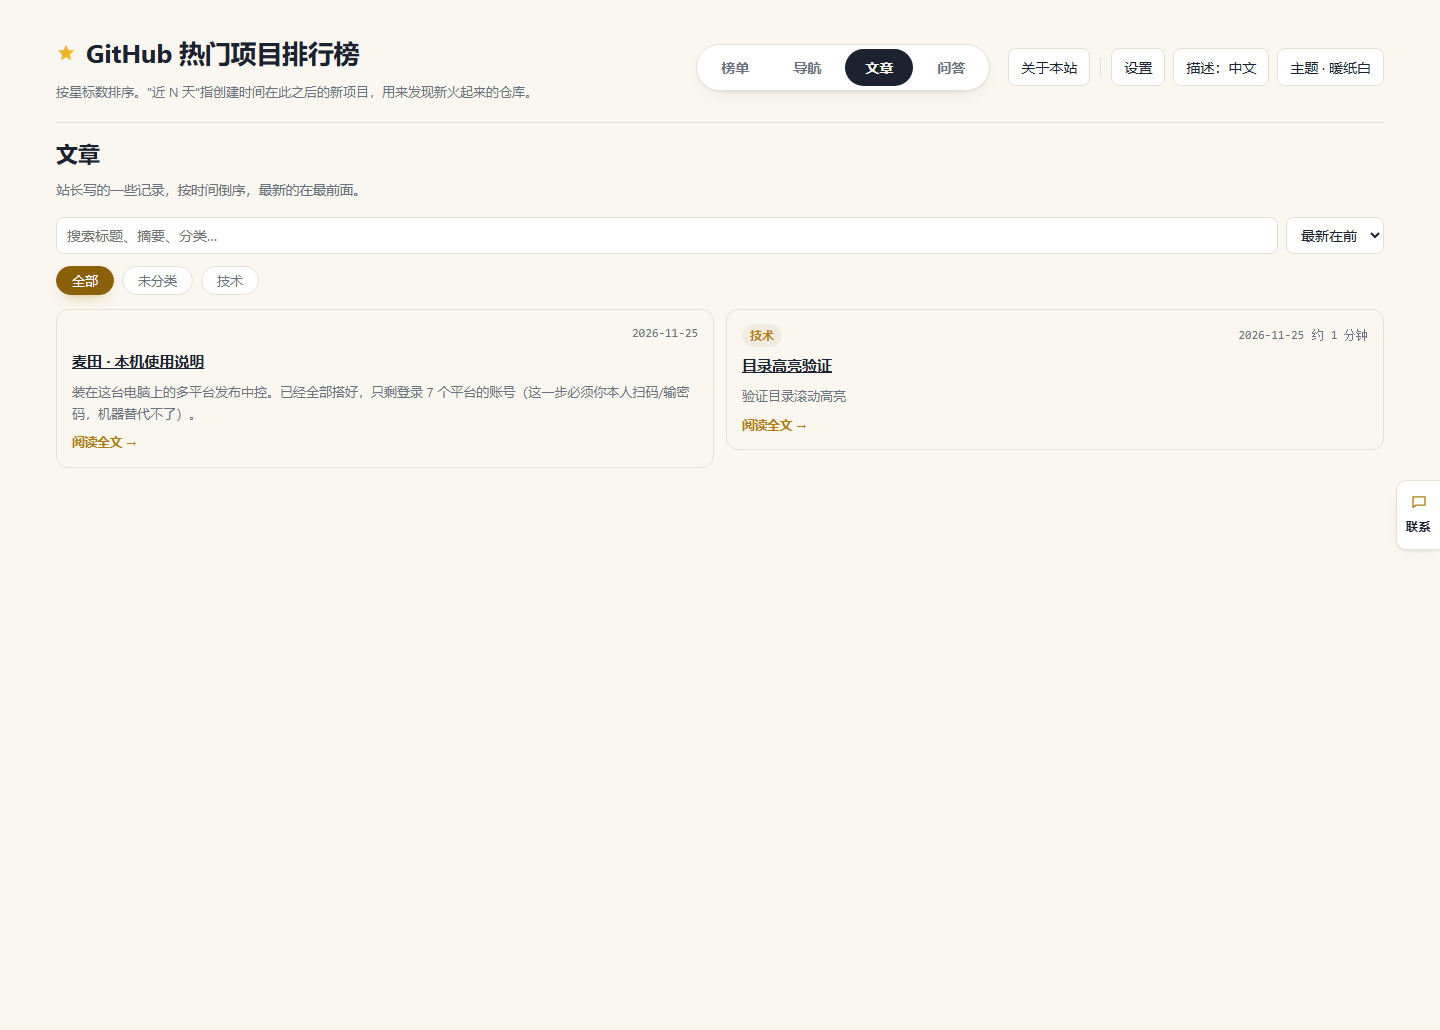 GitHub 热门项目排行榜
按星标数排序。"近 N 天"指创建时间在此之后的新项目，用来发现新火起来的仓库。
榜单 导航 文章 问答 关于本站 设置 描述：中文 主题 · 暖纸白
文章
站长写的一些记录，按时间倒序，最新的在最前面。
搜索标题、摘要、分类... 最新在前
全部 未分类 技术
2026-11-25
麦田 · 本机使用说明
装在这台电脑上的多平台发布中控。已经全部搭好，只剩登录 7 个平台的账号（这一步必须你本人扫码/输密
码，机器替代不了）。
阅读全文 →
技术 2026-11-25 约 1 分钟
目录高亮验证
验证目录滚动高亮
阅读全文 →
联系